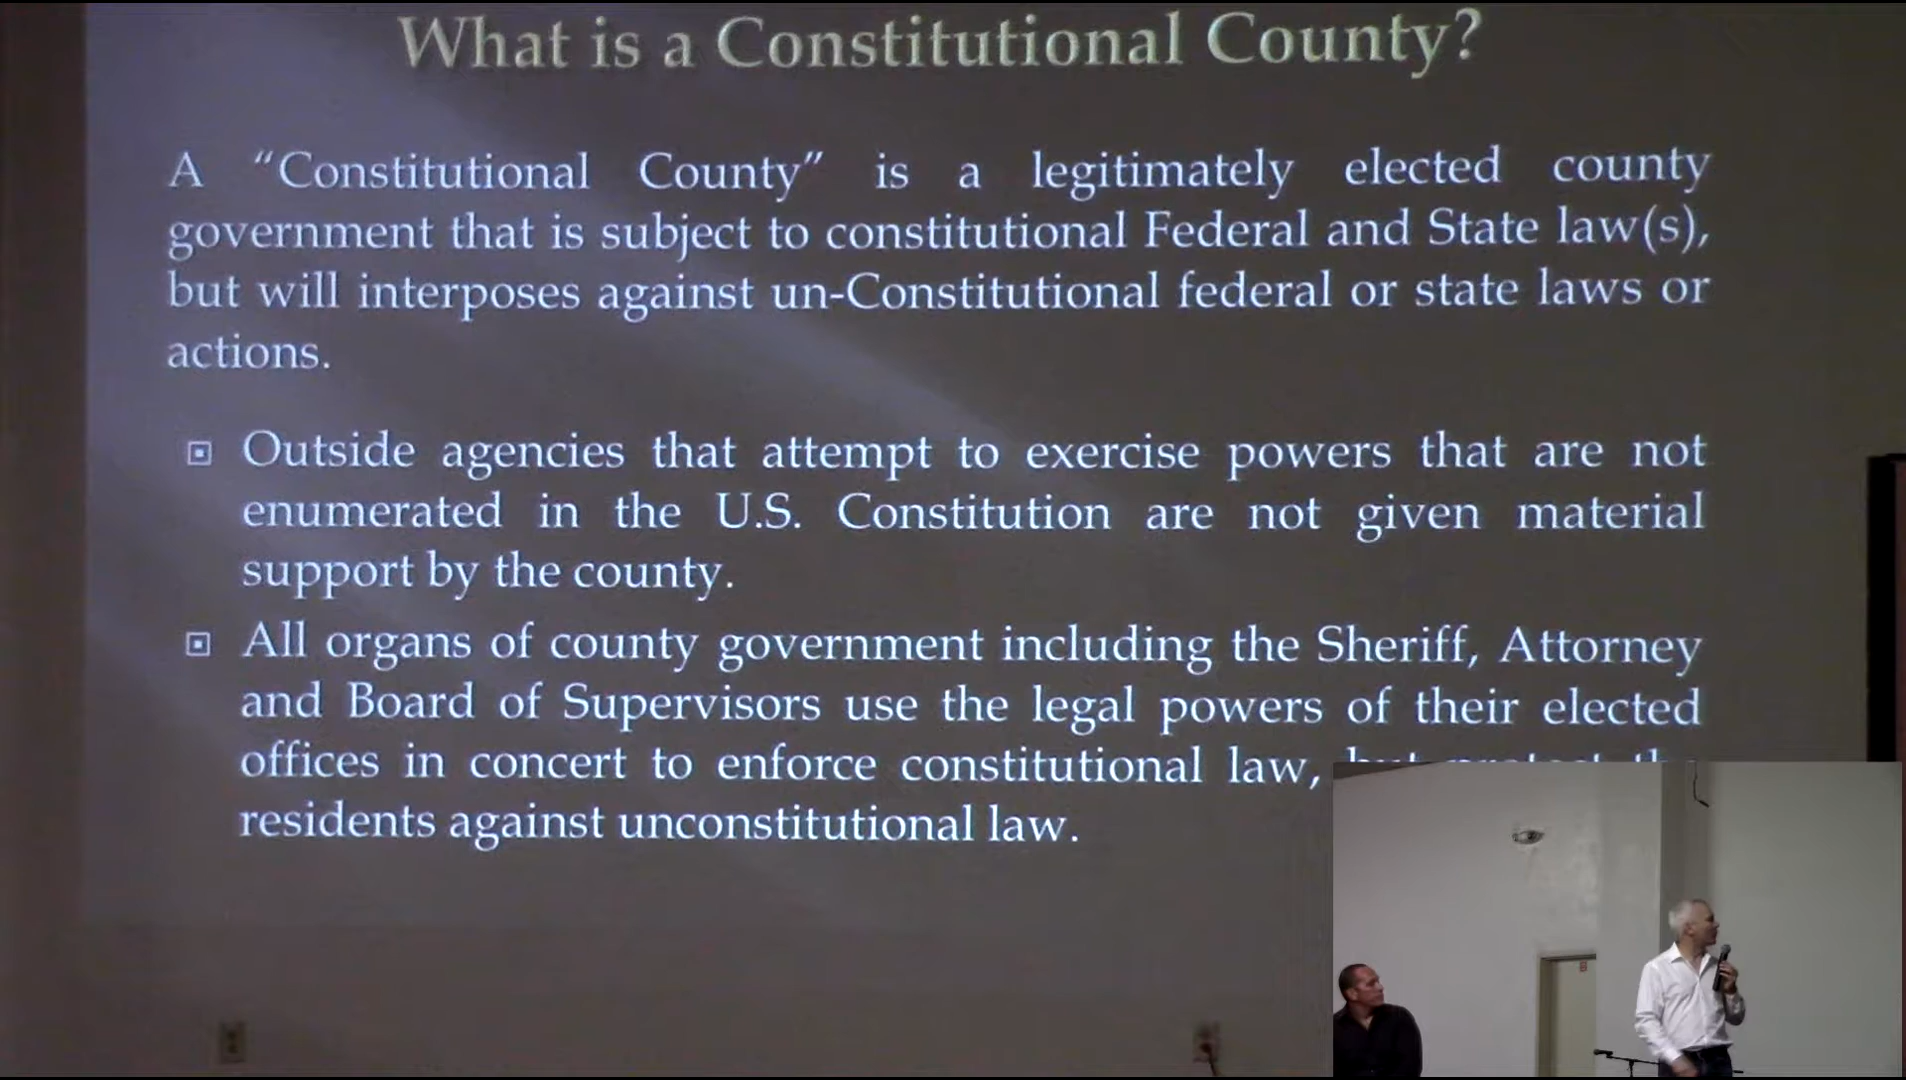 What is a Constitutional County?
A “Constitutional County” is a legitimately elected county
government that is subject to constitutional Federal and State law(s),
but will interposes against un-Constitutional federal or state laws or
actions.
Outside agencies that attempt to exercise powers that are not
enumerated in the U.S. Constitution are not given material
support by the county.
All organs of county government including the Sheriff, Attorney
and Board of Supervisors use the legal powers of their elected
offices in concert to enforce constitutional law, but protect the
residents against unconstitutional law.